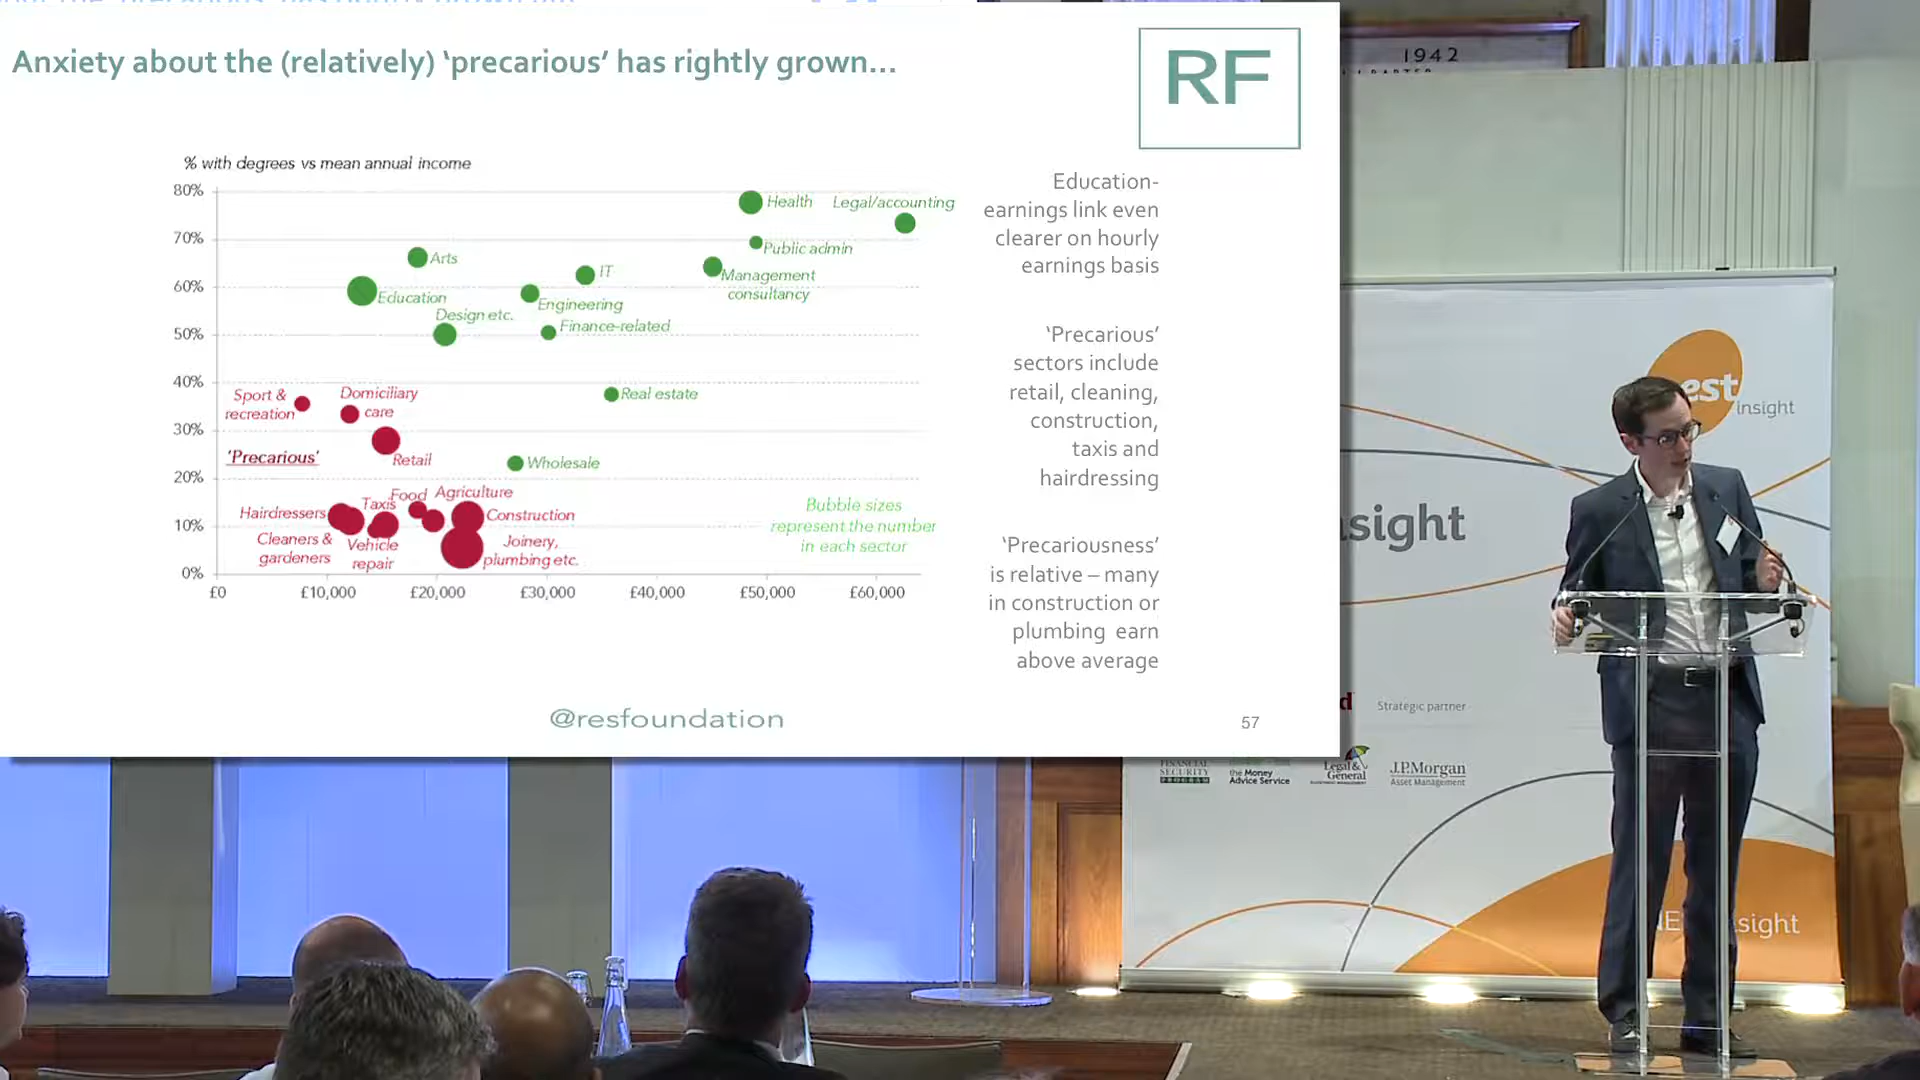 Anxiety about the (relatively) ‘precarious’ has rightly grown…
RF
% with degrees vs mean annual income
80%
70%
60%
50%
40%
30%
20%
10%
0%
£0
£10,000
£20,000
£30,000
£40,000
£50,000
£60,000
Health
Legal/accounting
Public admin
Arts
IT
Management
consultancy
Education
Engineering
Design etc.
Finance-related
Sport &
recreation
Domiciliary
care
Real estate
‘Precarious’
Retail
Wholesale
Hairdressers
Taxis
Food
Agriculture
Construction
Cleaners &
gardeners
Vehicle
repair
Joinery,
plumbing etc.
Bubble sizes
represent the number
in each sector
Education-
earnings link even
clearer on hourly
earnings basis
‘Precarious’
sectors include
retail, cleaning,
construction,
taxis and
hairdressing
‘Precariousness’
is relative – many
in construction or
plumbing earn
above average
@resfoundation
57
1942
est
insight
sight
Strategic partner
FINANCIAL
SECURITY
PROGRAM
the Money
Advice Service
Legal &
General
J.P.Morgan
Asset Management
sight